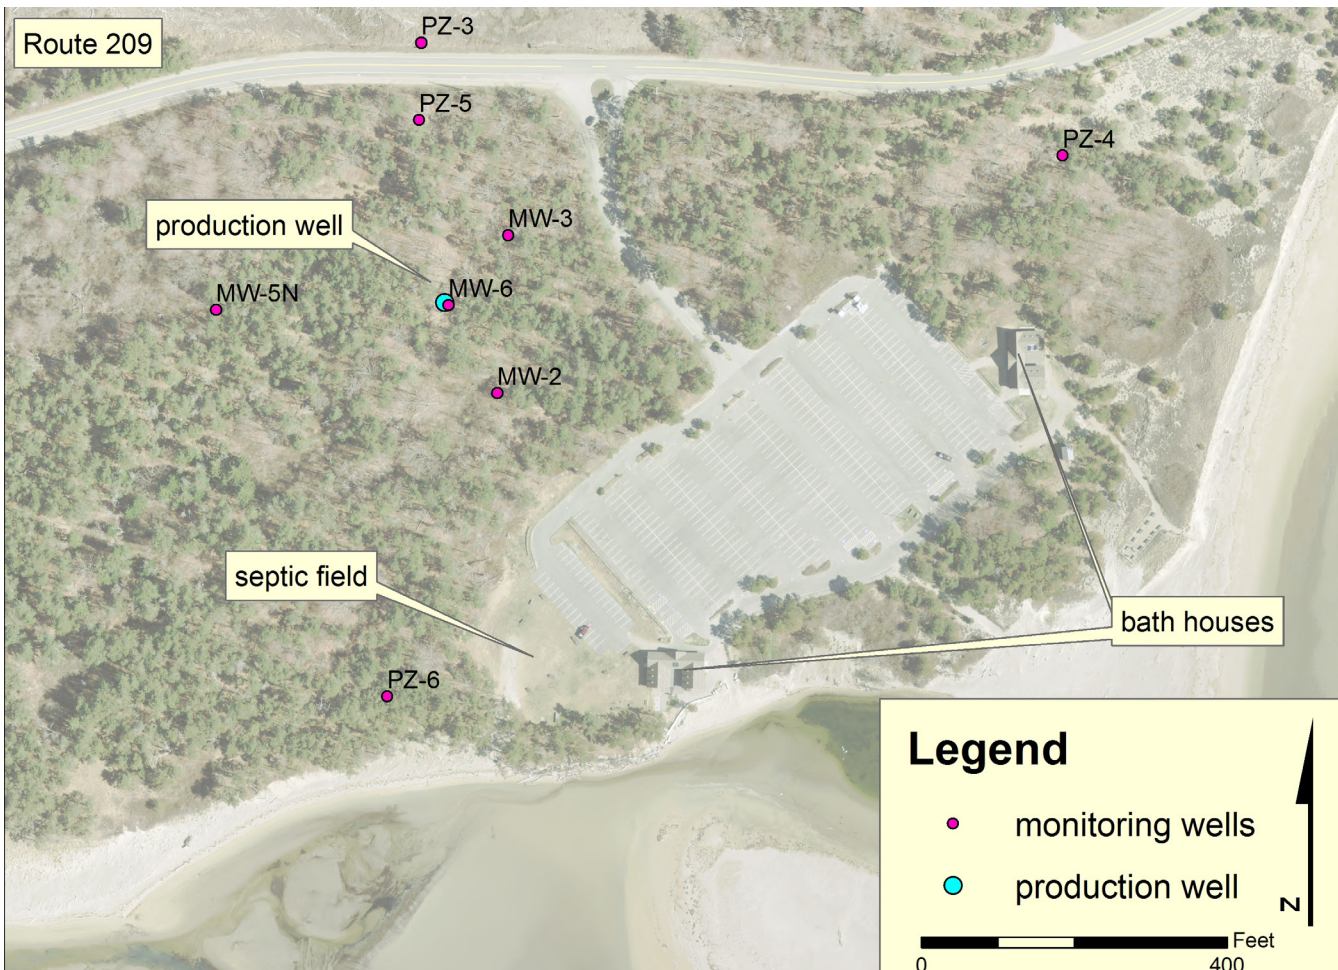 Route 209
PZ-3
PZ-5
PZ-4
MW-3
production well
MW-6
MW-5N
MW-2
septic field
bath houses
PZ-6
Legend
monitoring wells
production well
N
Feet
0 400